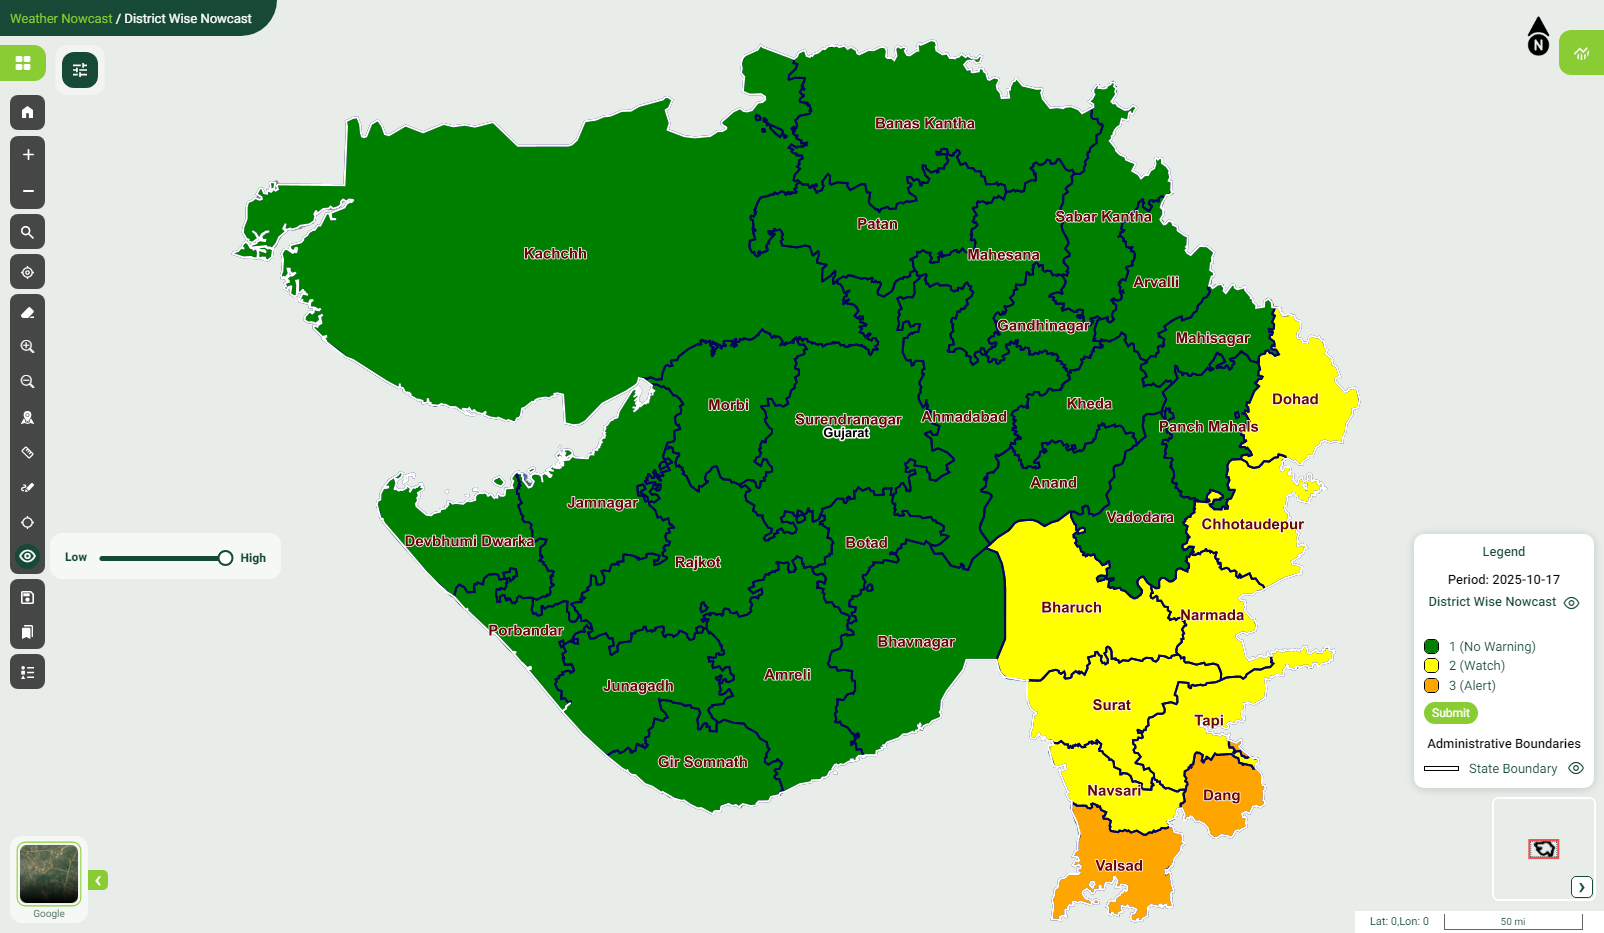 Weather Nowcast / District Wise Nowcast
N
Banas Kantha
Sabar Kantha
Patan
Kachchh
Mahesana
Arvalli
Gandhinagar
Mahisagar
Dohad
Morbi
Kheda
Surendranagar
Ahmadabad
Gujarat
Panch Mahals
Anand
Jamnagar
Vadodara
Chhotaudepur
Devbhumi Dwarka
Botad
Low
High
Rajkot
Bharuch
Narmada
Porbandar
Bhavnagar
Amreli
Junagadh
Surat
Tapi
Gir Somnath
Navsari
Dang
Valsad
Legend
Period: 2025-10-17
District Wise Nowcast
1 (No Warning)
2 (Watch)
3 (Alert)
Submit
Administrative Boundaries
State Boundary
Google
Lat: 0,Lon: 0
50 mi